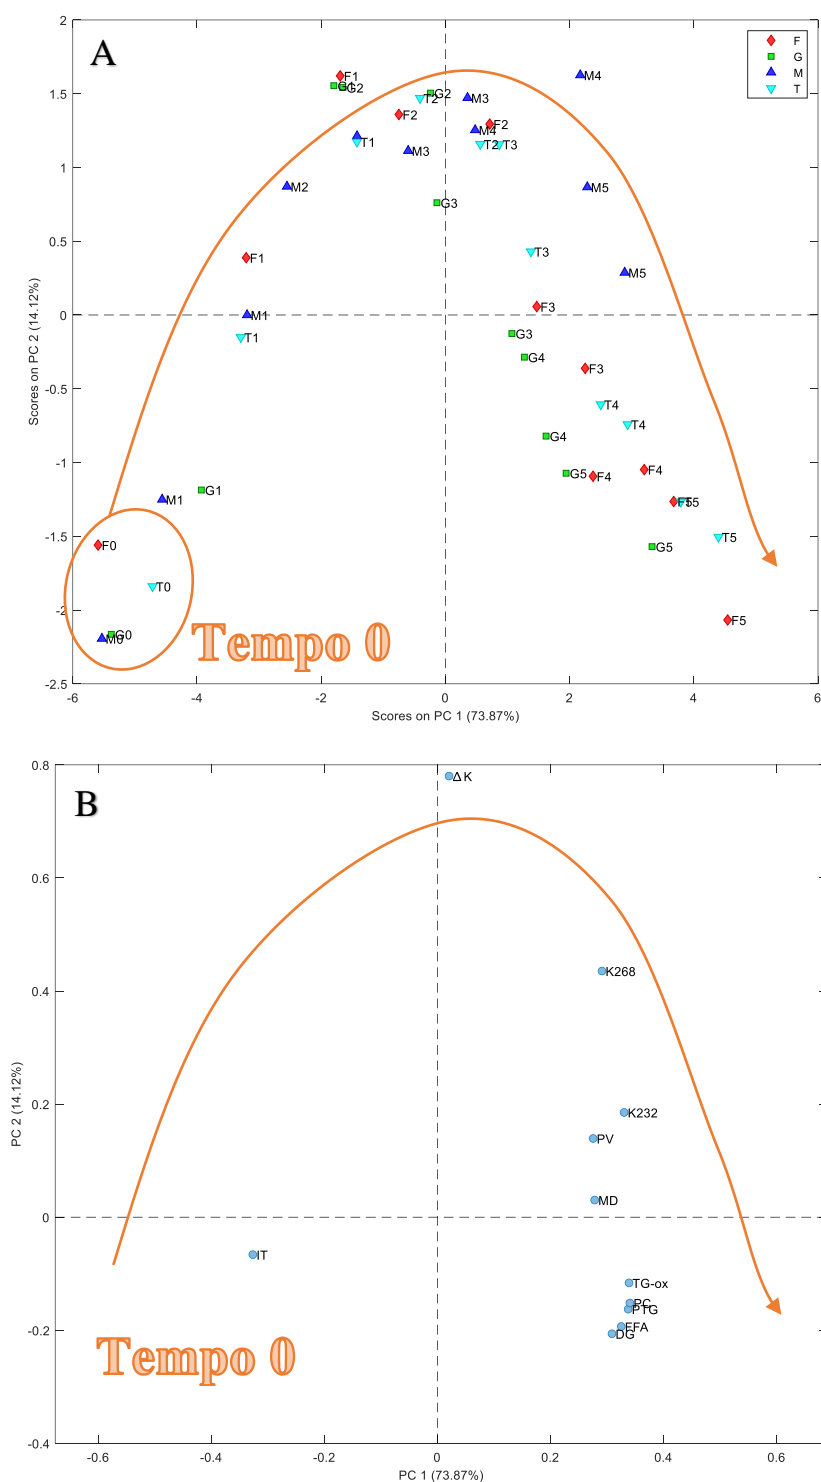 A
F
G
M
T
2
1.5
1
0.5
0
-0.5
-1
-1.5
-2
-2.5
Scores on PC 2 (14.12%)
F1
G1
G2
T2
G2
M3
M4
F2
M4
F2
T1
M3
T2
T3
M2
M5
G3
F1
T3
M5
M1
F3
T1
G3
G4
F3
T4
T4
G4
G5
F4
F4
M1
G1
F5
T5
T5
G5
F0
T0
G0
M0
F5
Tempo 0
-6
-4
-2
0
2
4
6
Scores on PC 1 (73.87%)
B
0.8
0.6
0.4
0.2
0
-0.2
-0.4
PC 2 (14.12%)
Δ K
K268
K232
PV
MD
IT
TG-ox
PC
PTG
FFA
DG
Tempo 0
-0.6
-0.4
-0.2
0
0.2
0.4
0.6
PC 1 (73.87%)